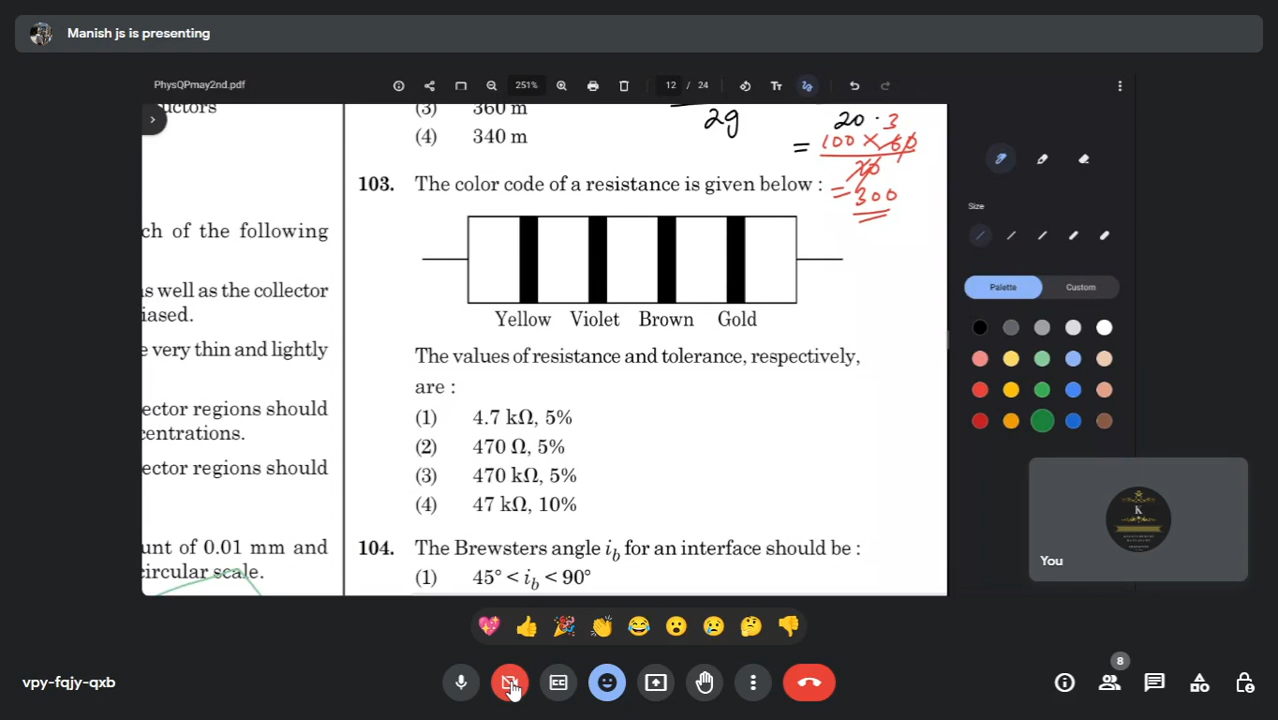 Manish js is presenting
PhysQPmay2nd.pdf
251%
12 / 24
Tт
uctors
(3) 360 m
(4) 340 m
2g
20 · 3
= 100 × 60
20
= 300
103. The color code of a resistance is given below :
Yellow Violet Brown Gold
The values of resistance and tolerance, respectively,
are :
(1) 4.7 kΩ, 5%
(2) 470 Ω, 5%
(3) 470 kΩ, 5%
(4) 47 kΩ, 10%
104. The Brewsters angle i_b for an interface should be :
(1) 45° < i_b < 90°
ch of the following
as well as the collector
iased.
e very thin and lightly
ector regions should
centrations.
ector regions should
unt of 0.01 mm and
circular scale.
Size
Palette Custom
K
You
vpy-fqjy-qxb
8